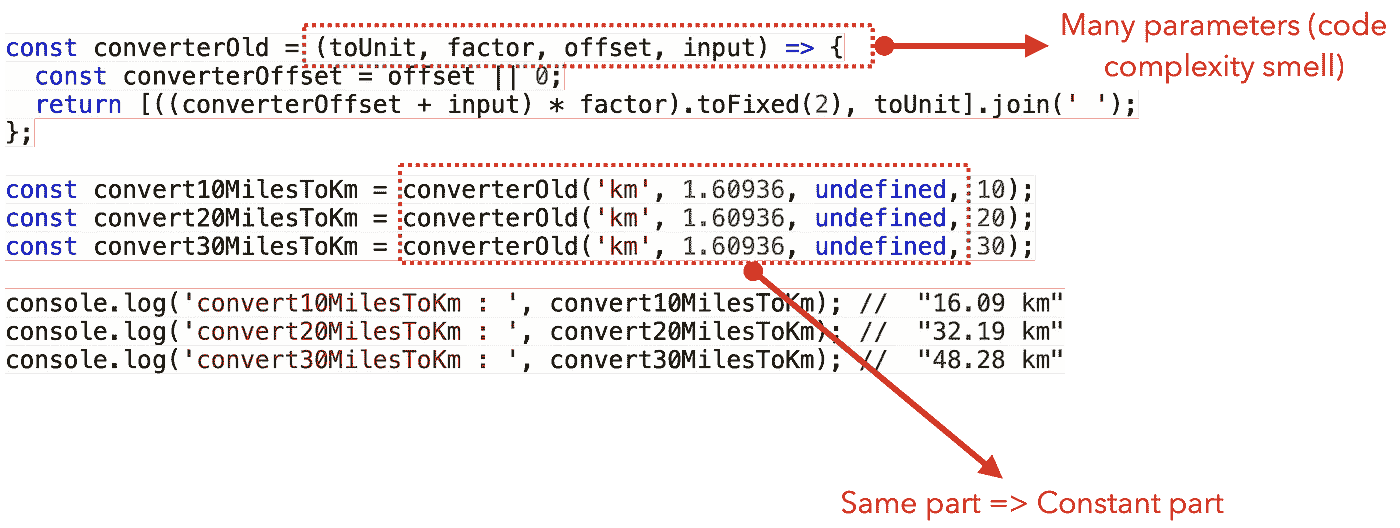 const converterOld = (toUnit, factor, offset, input) => {
Many parameters (code
complexity smell)
const converterOffset = offset || 0;
return [((converterOffset + input) * factor).toFixed(2), toUnit].join(' ');
};
const convert10MilesToKm = converterOld('km', 1.60936, undefined, 10);
const convert20MilesToKm = converterOld('km', 1.60936, undefined, 20);
const convert30MilesToKm = converterOld('km', 1.60936, undefined, 30);
console.log('convert10MilesToKm : ', convert10MilesToKm); // "16.09 km"
console.log('convert20MilesToKm : ', convert20MilesToKm); // "32.19 km"
console.log('convert30MilesToKm : ', convert30MilesToKm); // "48.28 km"
Same part => Constant part